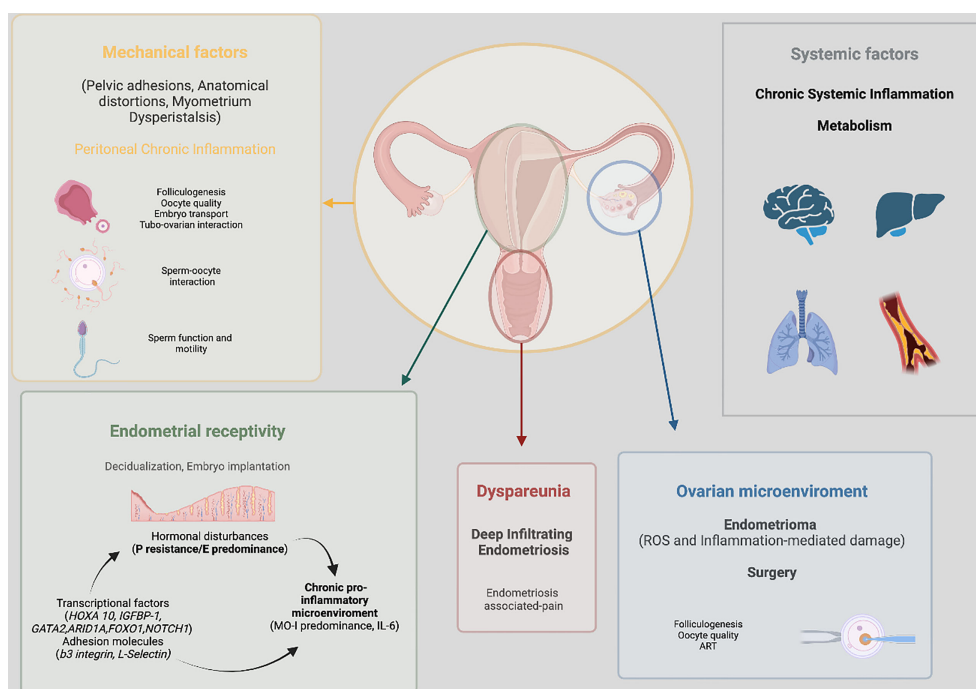 Mechanical factors
(Pelvic adhesions, Anatomical
distortions, Myometrium
Dysperistalsis)
Peritoneal Chronic Inflammation
Folliculogenesis
Oocyte quality
Embryo transport
Tubo-ovarian interaction
Sperm-oocyte
interaction
Sperm function and
motility
Systemic factors
Chronic Systemic Inflammation
Metabolism
Endometrial receptivity
Decidualization, Embryo implantation
Hormonal disturbances
(P resistance/E predominance)
Transcriptional factors
(HOXA 10, IGFBP-1,
GATA2,ARID1A,FOXO1,NOTCH1)
Adhesion molecules
(b3 integrin, L-Selectin)
Chronic pro-
inflammatory
microenviroment
(MO-I predominance, IL-6)
Dyspareunia
Deep Infiltrating
Endometriosis
Endometriosis
associated-pain
Ovarian microenviroment
Endometrioma
(ROS and Inflammation-mediated damage)
Surgery
Folliculogenesis
Oocyte quality
ART